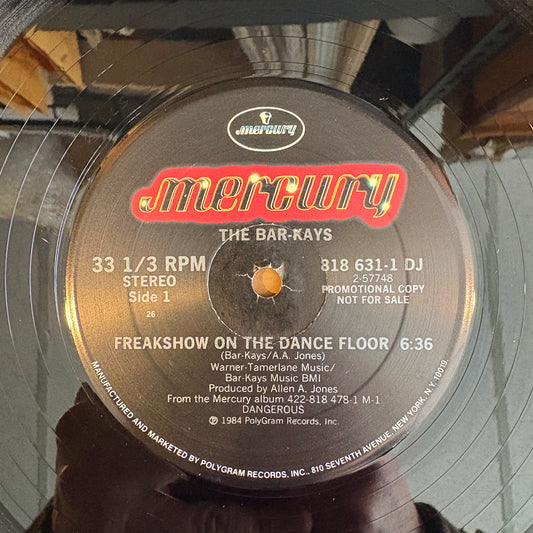 mercury
mercury
THE BAR-KAYS
33 1/3 RPM
STEREO
Side 1
26
818 631-1 DJ
2-57748
PROMOTIONAL COPY
NOT FOR SALE
FREAKSHOW ON THE DANCE FLOOR 6:36
(Bar-Kays/A.A. Jones)
Warner-Tamerlane Music/
Bar-Kays Music BMI
Produced by Allen A. Jones
From the Mercury album 422-818 478-1 M-1
DANGEROUS
℗ 1984 PolyGram Records, Inc.
MANUFACTURED AND MARKETED BY POLYGRAM RECORDS, INC., 810 SEVENTH AVENUE, NEW YORK, N.Y. 10019.